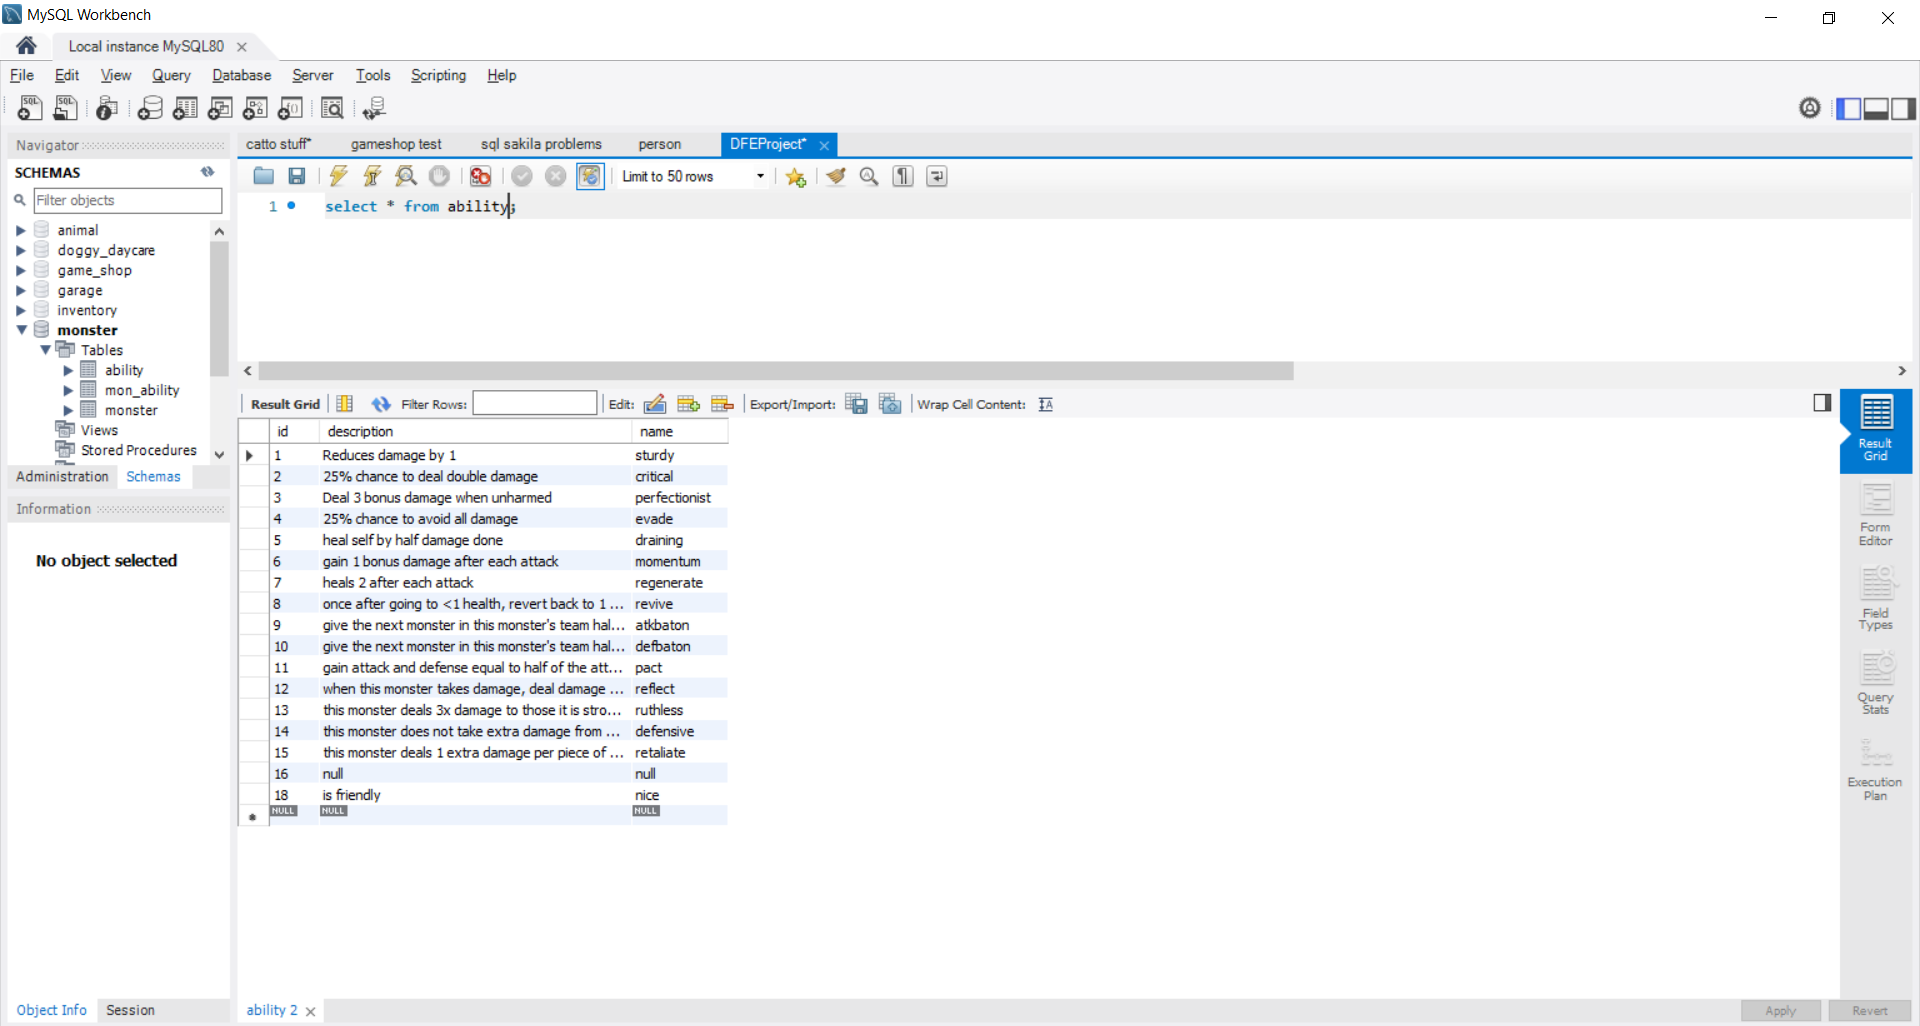 MySQL Workbench
Local instance MySQL80
File Edit View Query Database Server Tools Scripting Help
Navigator
SCHEMAS
Filter objects
animal
doggy_daycare
game_shop
garage
inventory
monster
Tables
ability
mon_ability
monster
Views
Stored Procedures
Administration Schemas
Information
No object selected
Object Info Session
catto stuff* gameshop test sql sakila problems person DFEProject*
Limit to 50 rows
1 select * from ability;
Result Grid Filter Rows: Edit: Export/Import: Wrap Cell Content:
id description name
1 Reduces damage by 1 sturdy
2 25% chance to deal double damage critical
3 Deal 3 bonus damage when unharmed perfectionist
4 25% chance to avoid all damage evade
5 heal self by half damage done draining
6 gain 1 bonus damage after each attack momentum
7 heals 2 after each attack regenerate
8 once after going to <1 health, revert back to 1 ... revive
9 give the next monster in this monster's team hal... atkbaton
10 give the next monster in this monster's team hal... defbaton
11 gain attack and defense equal to half of the att... pact
12 when this monster takes damage, deal damage ... reflect
13 this monster deals 3x damage to those it is stro... ruthless
14 this monster does not take extra damage from ... defensive
15 this monster deals 1 extra damage per piece of ... retaliate
16 null null
18 is friendly nice
NULL NULL NULL
Result
Grid
Form
Editor
Field
Types
Query
Stats
Execution
Plan
ability 2
Apply Revert